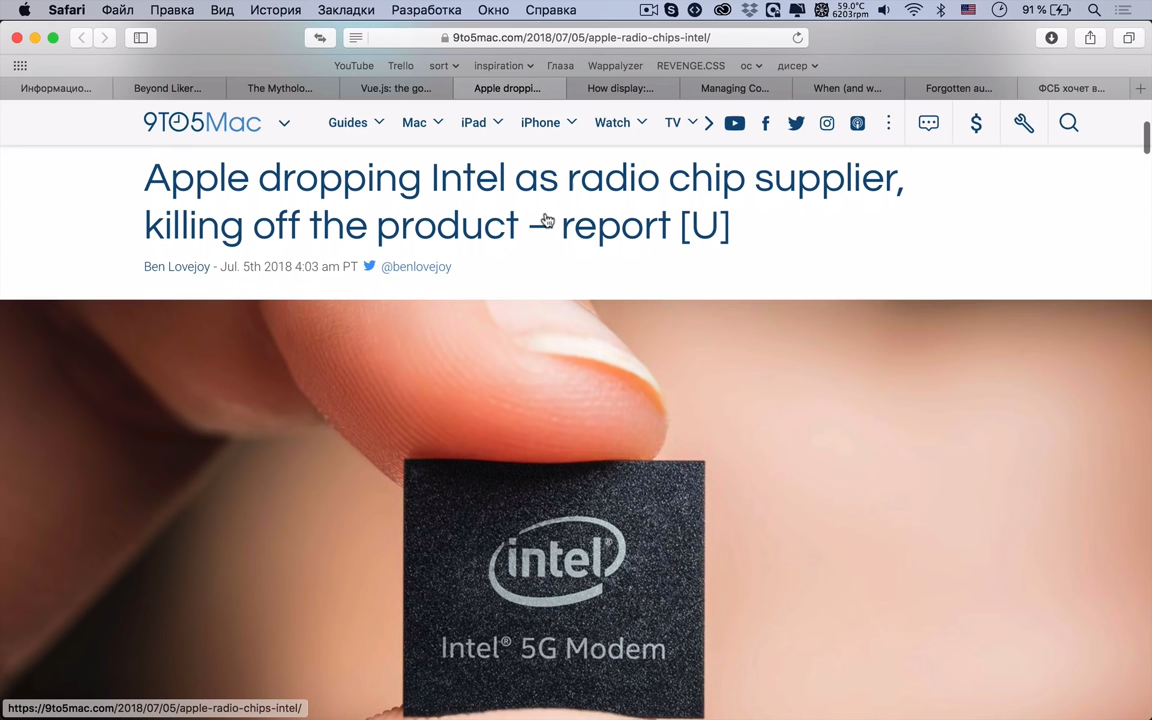 Safari Файл Правка Вид История Закладки Разработка Окно Справка 59.0°C 6203rpm 91 %
9to5mac.com/2018/07/05/apple-radio-chips-intel/
YouTube Trello sort inspiration Глаза Wappalyzer REVENGE.CSS ос дисер
Информацио... Beyond Liker... The Mytholo... Vue.js: the go... Apple droppi... How display:... Managing Co... When (and w... Forgotten au... ФСБ хочет в...
9TO5Mac Guides Mac iPad iPhone Watch TV
Apple dropping Intel as radio chip supplier,
killing off the product – report [U]
Ben Lovejoy - Jul. 5th 2018 4:03 am PT @benlovejoy
intel®
Intel® 5G Modem
https://9to5mac.com/2018/07/05/apple-radio-chips-intel/